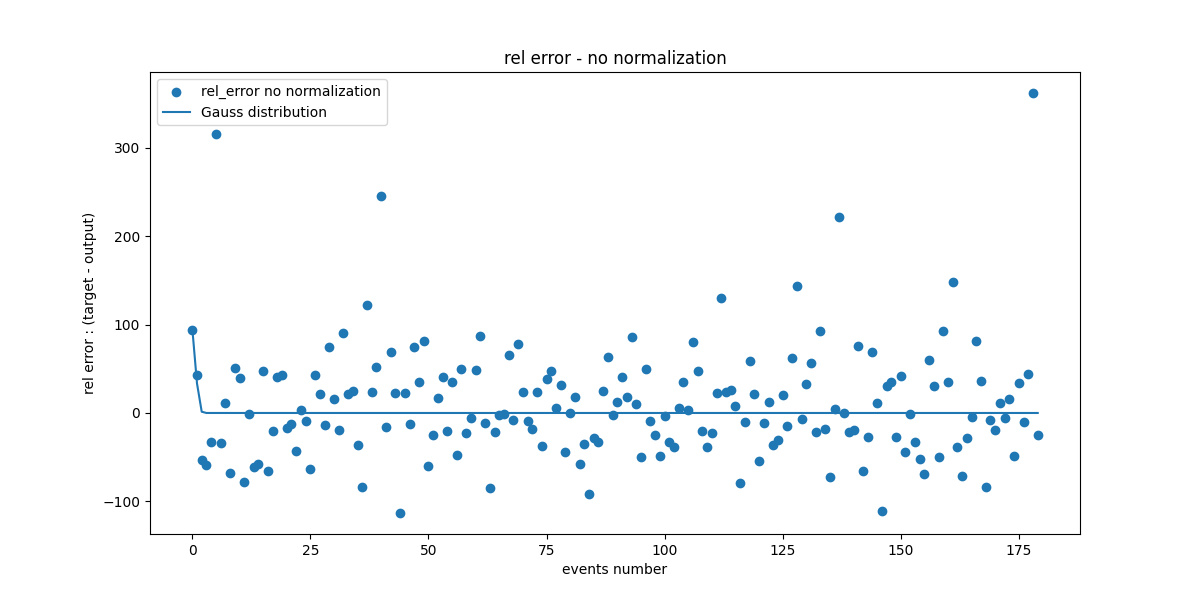 rel error - no normalization
rel_error no normalization
Gauss distribution
rel error : (target - output)
300
200
100
0
−100
0 25 50 75 100 125 150 175
events number